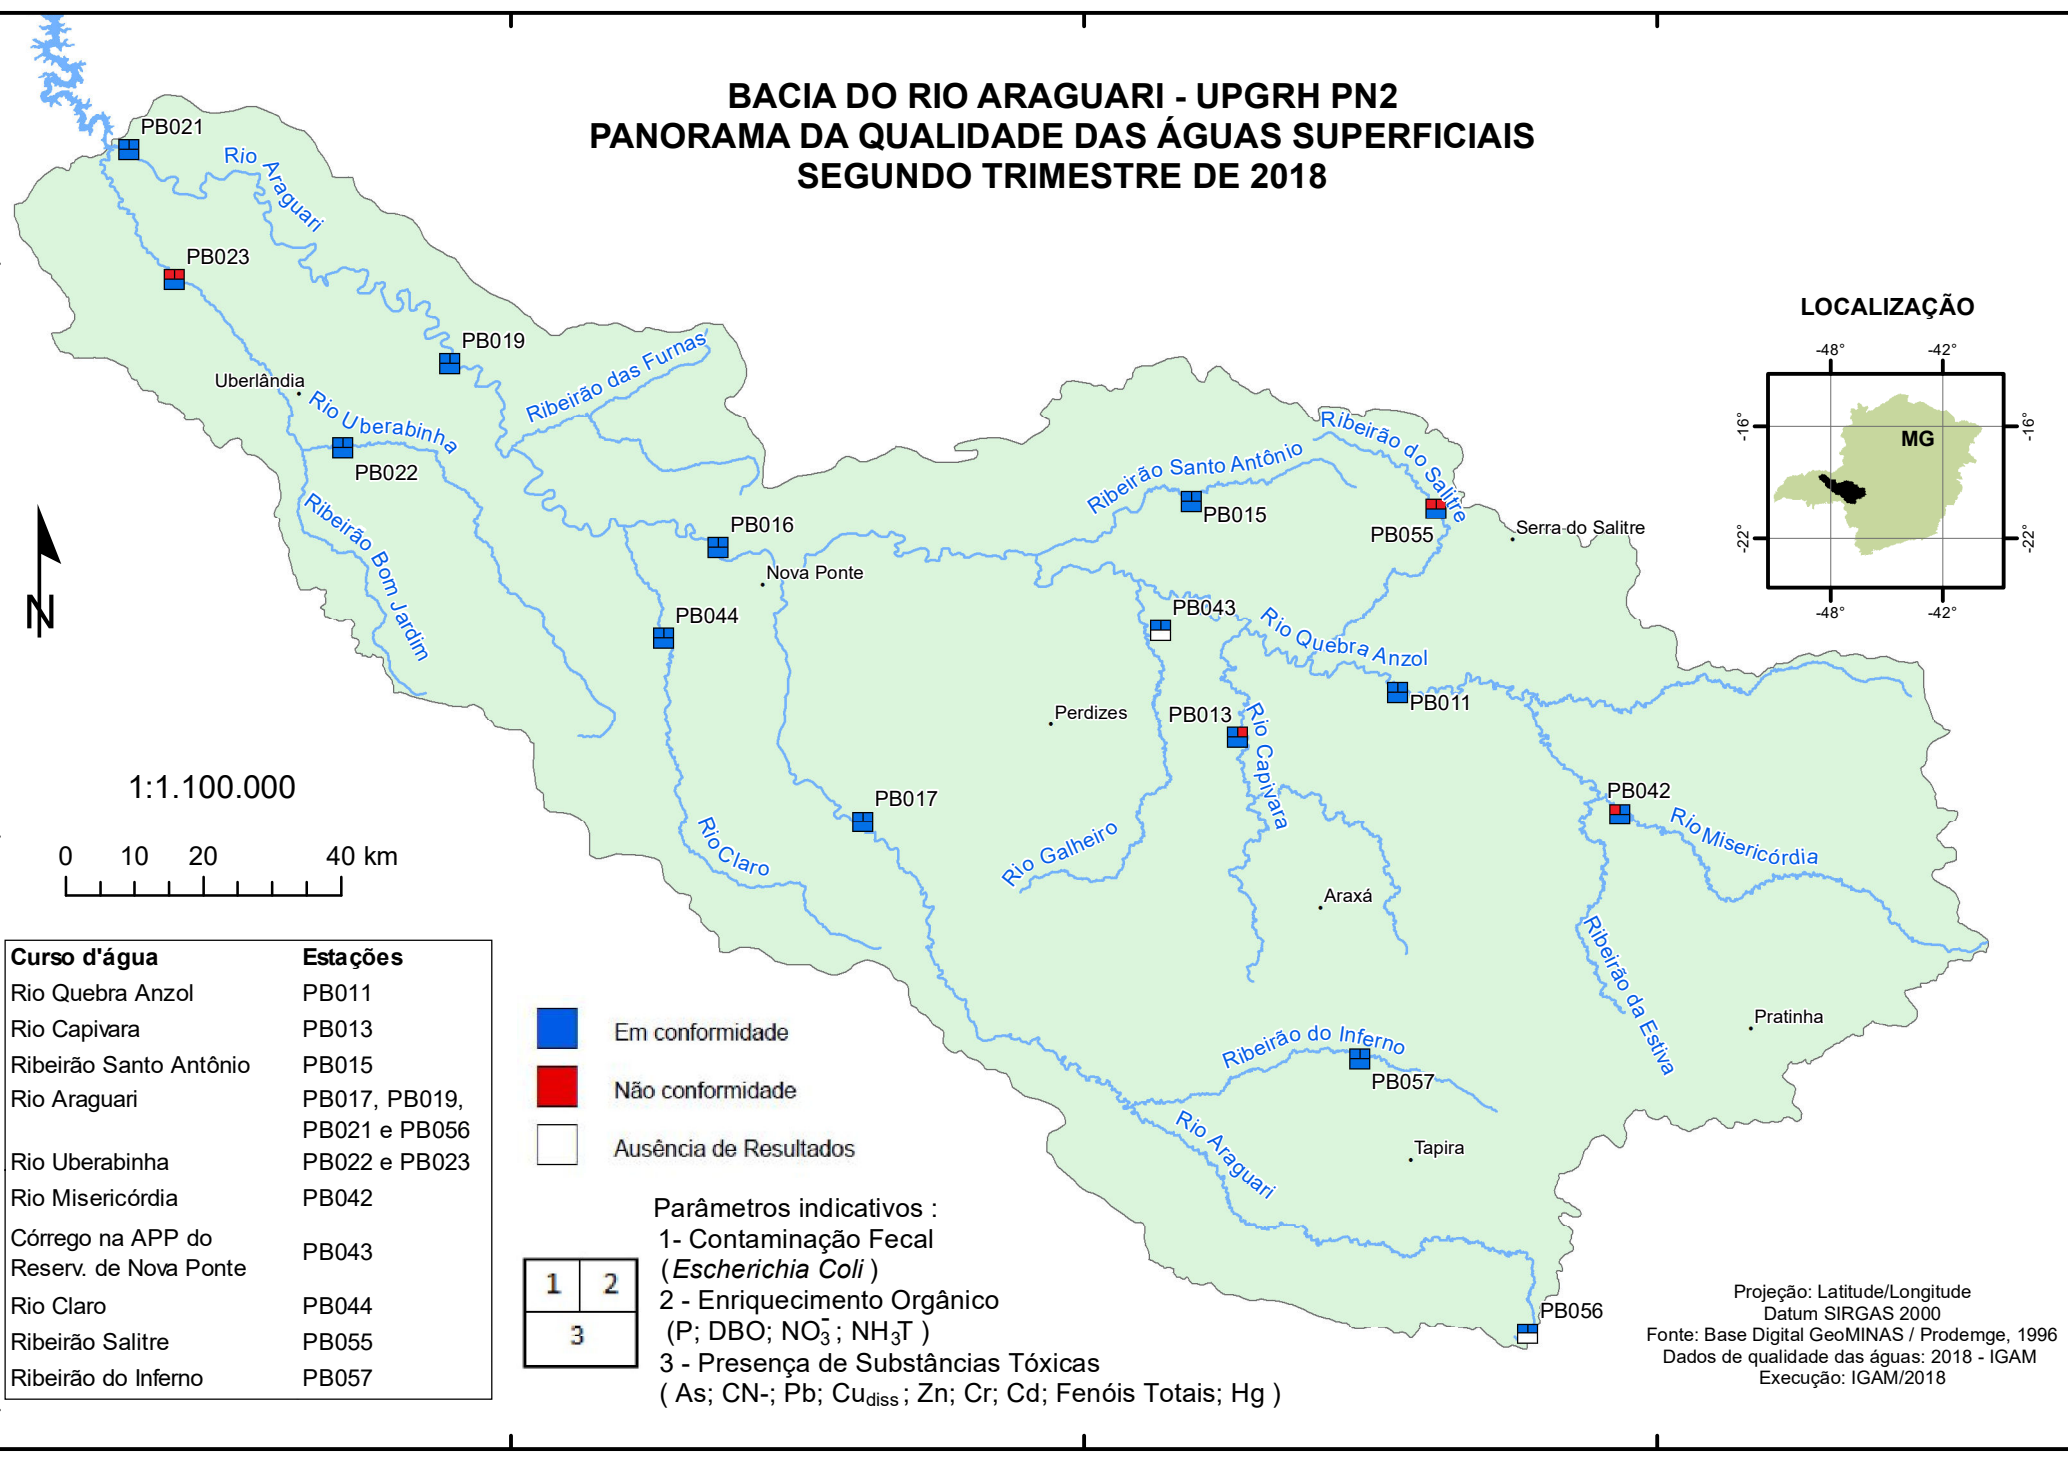 BACIA DO RIO ARAGUARI - UPGRH PN2
PANORAMA DA QUALIDADE DAS ÁGUAS SUPERFICIAIS
SEGUNDO TRIMESTRE DE 2018
PB021
Rio Araguari
PB023
PB019
Uberlândia
Rio Uberabinha
Ribeirão das Furnas
PB022
Ribeirão Bom Jardim
PB016
Nova Ponte
PB044
Ribeirão Santo Antônio
PB015
Ribeirão do Salitre
PB055
Serra do Salitre
PB043
Rio Quebra Anzol
PB011
Perdizes
PB013
Rio Capivara
PB017
Rio Claro
Rio Galheiro
Araxá
PB042
Rio Misericórdia
Ribeirão da Estiva
Pratinha
Ribeirão do Inferno
PB057
Rio Araguari
Tapira
PB056
LOCALIZAÇÃO
-48°
-42°
-16°
-16°
MG
-22°
-22°
-48°
-42°
N
1:1.100.000
0 10 20 40 km
Curso d'água Estações
Rio Quebra Anzol PB011
Rio Capivara PB013
Ribeirão Santo Antônio PB015
Rio Araguari PB017, PB019,
PB021 e PB056
Rio Uberabinha PB022 e PB023
Rio Misericórdia PB042
Córrego na APP do
Reserv. de Nova Ponte PB043
Rio Claro PB044
Ribeirão Salitre PB055
Ribeirão do Inferno PB057
Em conformidade
Não conformidade
Ausência de Resultados
1 2
3
Parâmetros indicativos :
1- Contaminação Fecal
(Escherichia Coli )
2 - Enriquecimento Orgânico
(P; DBO; NO3-; NH3T )
3 - Presença de Substâncias Tóxicas
( As; CN-; Pb; Cudiss; Zn; Cr; Cd; Fenóis Totais; Hg )
Projeção: Latitude/Longitude
Datum SIRGAS 2000
Fonte: Base Digital GeoMINAS / Prodemge, 1996
Dados de qualidade das águas: 2018 - IGAM
Execução: IGAM/2018